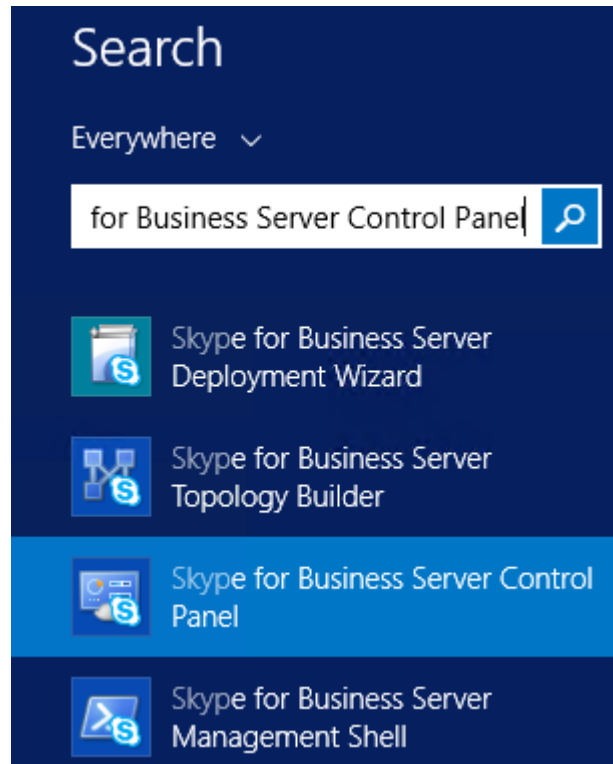 Search
Everywhere
for Business Server Control Panel
Skype for Business Server
Deployment Wizard
Skype for Business Server
Topology Builder
Skype for Business Server Control
Panel
Skype for Business Server
Management Shell